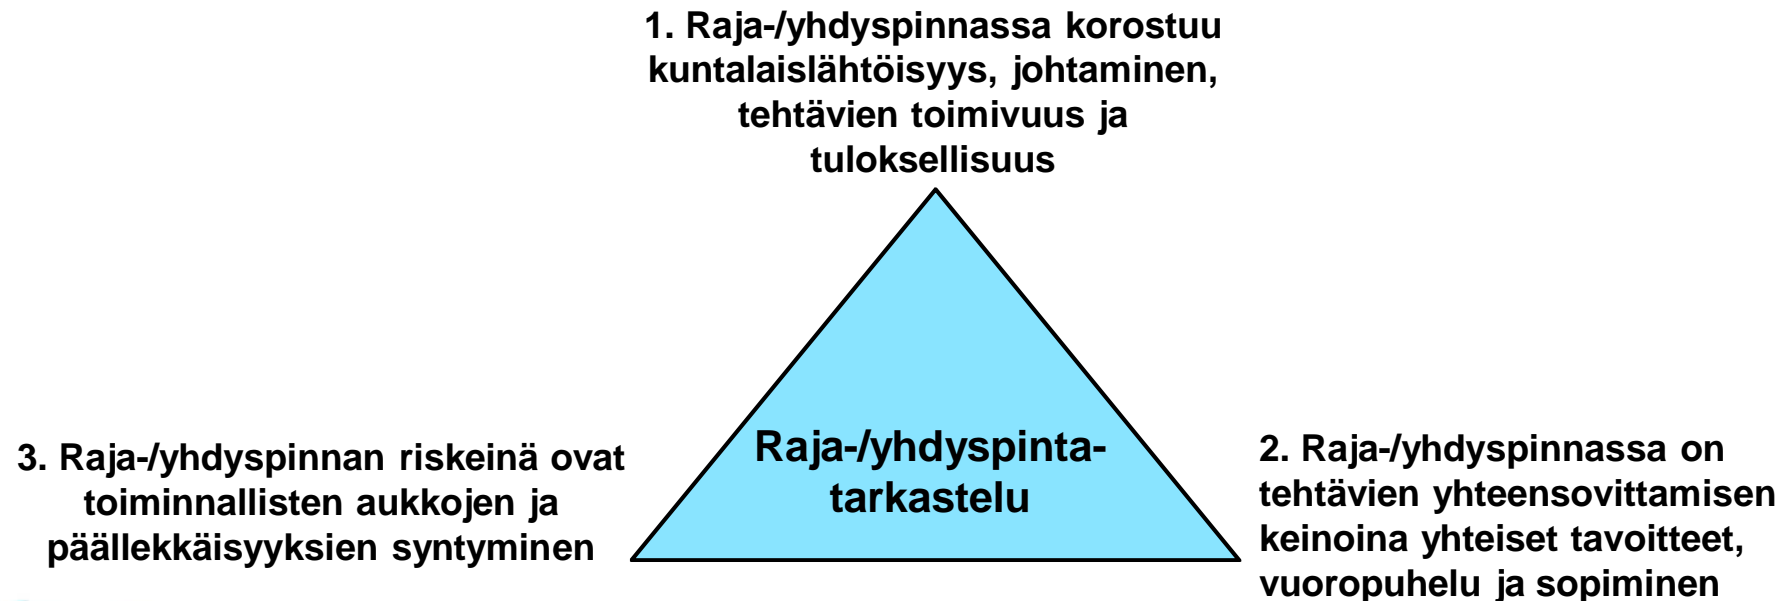 1. Raja-/yhdyspinnassa korostuu
kuntalaislähtöisyys, johtaminen,
tehtävien toimivuus ja
tuloksellisuus
Raja-/yhdyspinta-
tarkastelu
2. Raja-/yhdyspinnassa on
tehtävien yhteensovittamisen
keinoina yhteiset tavoitteet,
vuoropuhelu ja sopiminen
3. Raja-/yhdyspinnan riskeinä ovat
toiminnallisten aukkojen ja
päällekkäisyyksien syntyminen